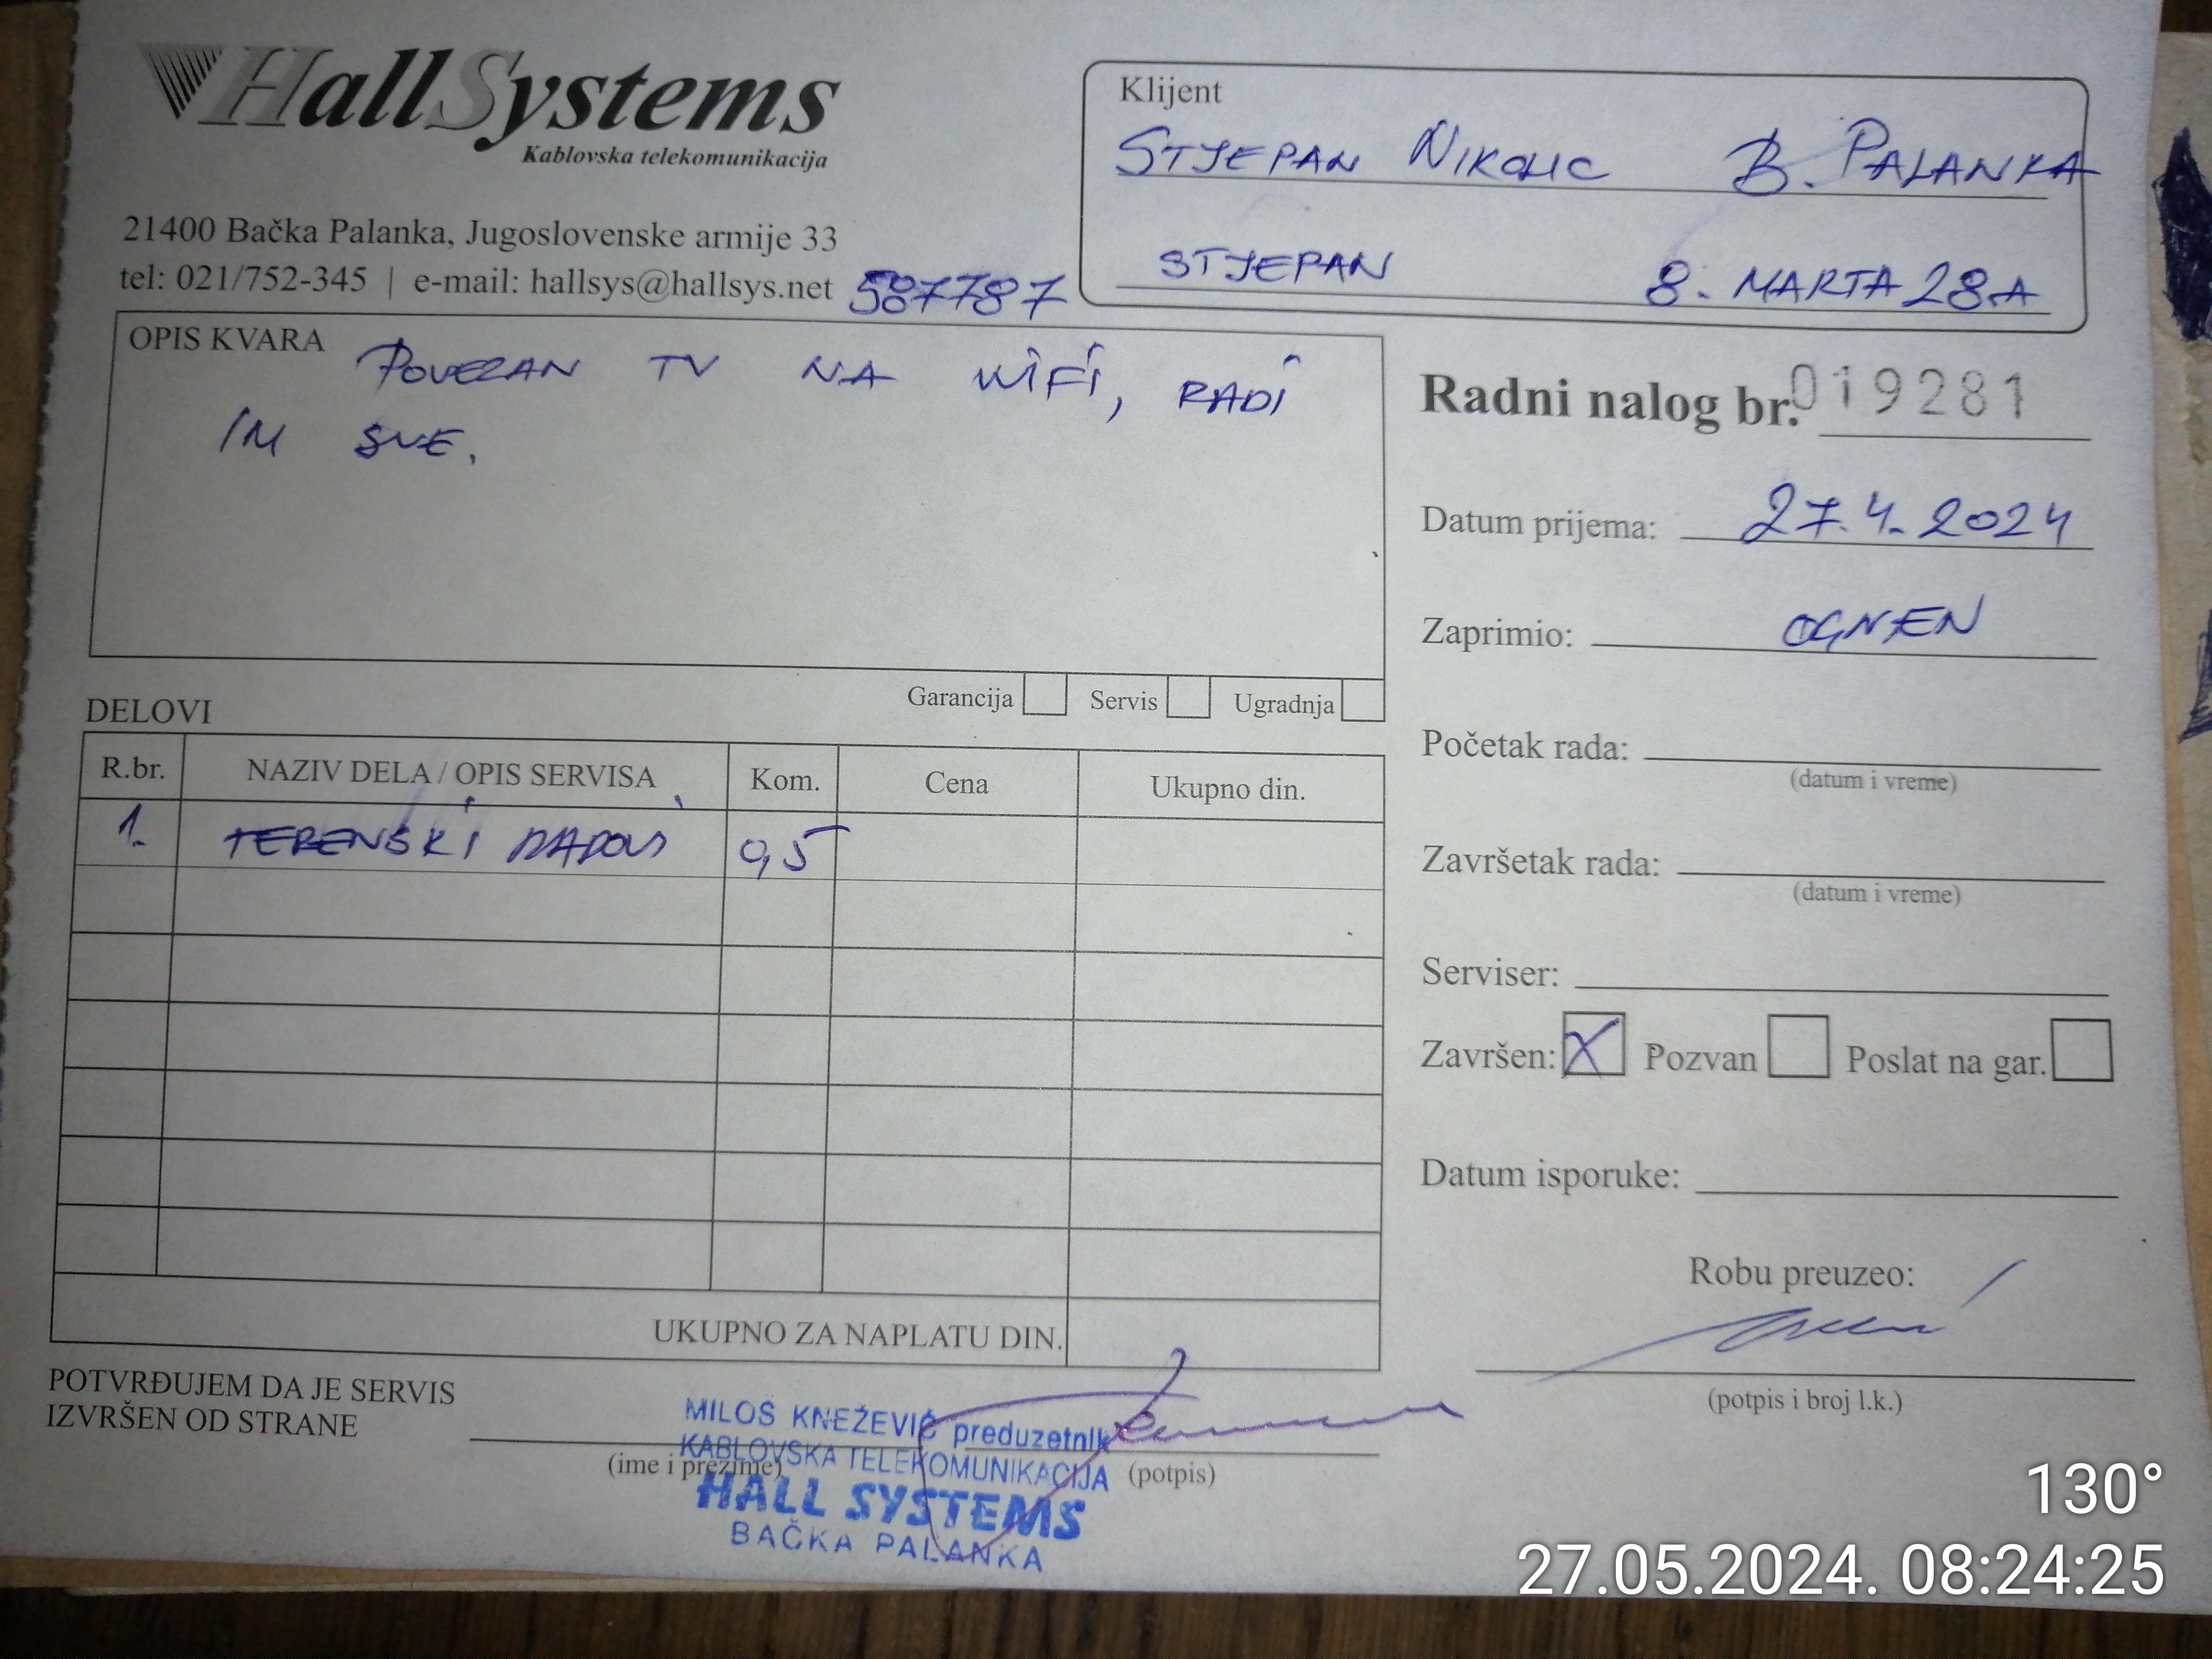 HallSystems
Kablovska telekomunikacija
21400 Bačka Palanka, Jugoslovenske armije 33
tel: 021/752-345 | e-mail: hallsys@hallsys.net 587787
Klijent
STJEPAN NIKOLIC B. PALANKA
STJEPAN 8. MARTA 28A
OPIS KVARA
POVEZAN TV NA WIFI, RADI
IM SVE.
Garancija Servis Ugradnja
Radni nalog br. 019281
Datum prijema: 27.4.2024
Zaprimio: OGNJEN
Početak rada:
(datum i vreme)
Završetak rada:
(datum i vreme)
Serviser:
Završen: X Pozvan Poslat na gar.
Datum isporuke:
Robu preuzeo:
(potpis i broj l.k.)
DELOVI
R.br. NAZIV DELA / OPIS SERVISA Kom. Cena Ukupno din.
1. TERENSKI RADOVI 0,5
UKUPNO ZA NAPLATU DIN.
POTVRĐUJEM DA JE SERVIS
IZVRŠEN OD STRANE
(ime i prezime) (potpis)
MILOŠ KNEŽEVIĆ preduzetnik
KABLOVSKA TELEKOMUNIKACIJA
HALL SYSTEMS
BAČKA PALANKA
130°
27.05.2024. 08:24:25